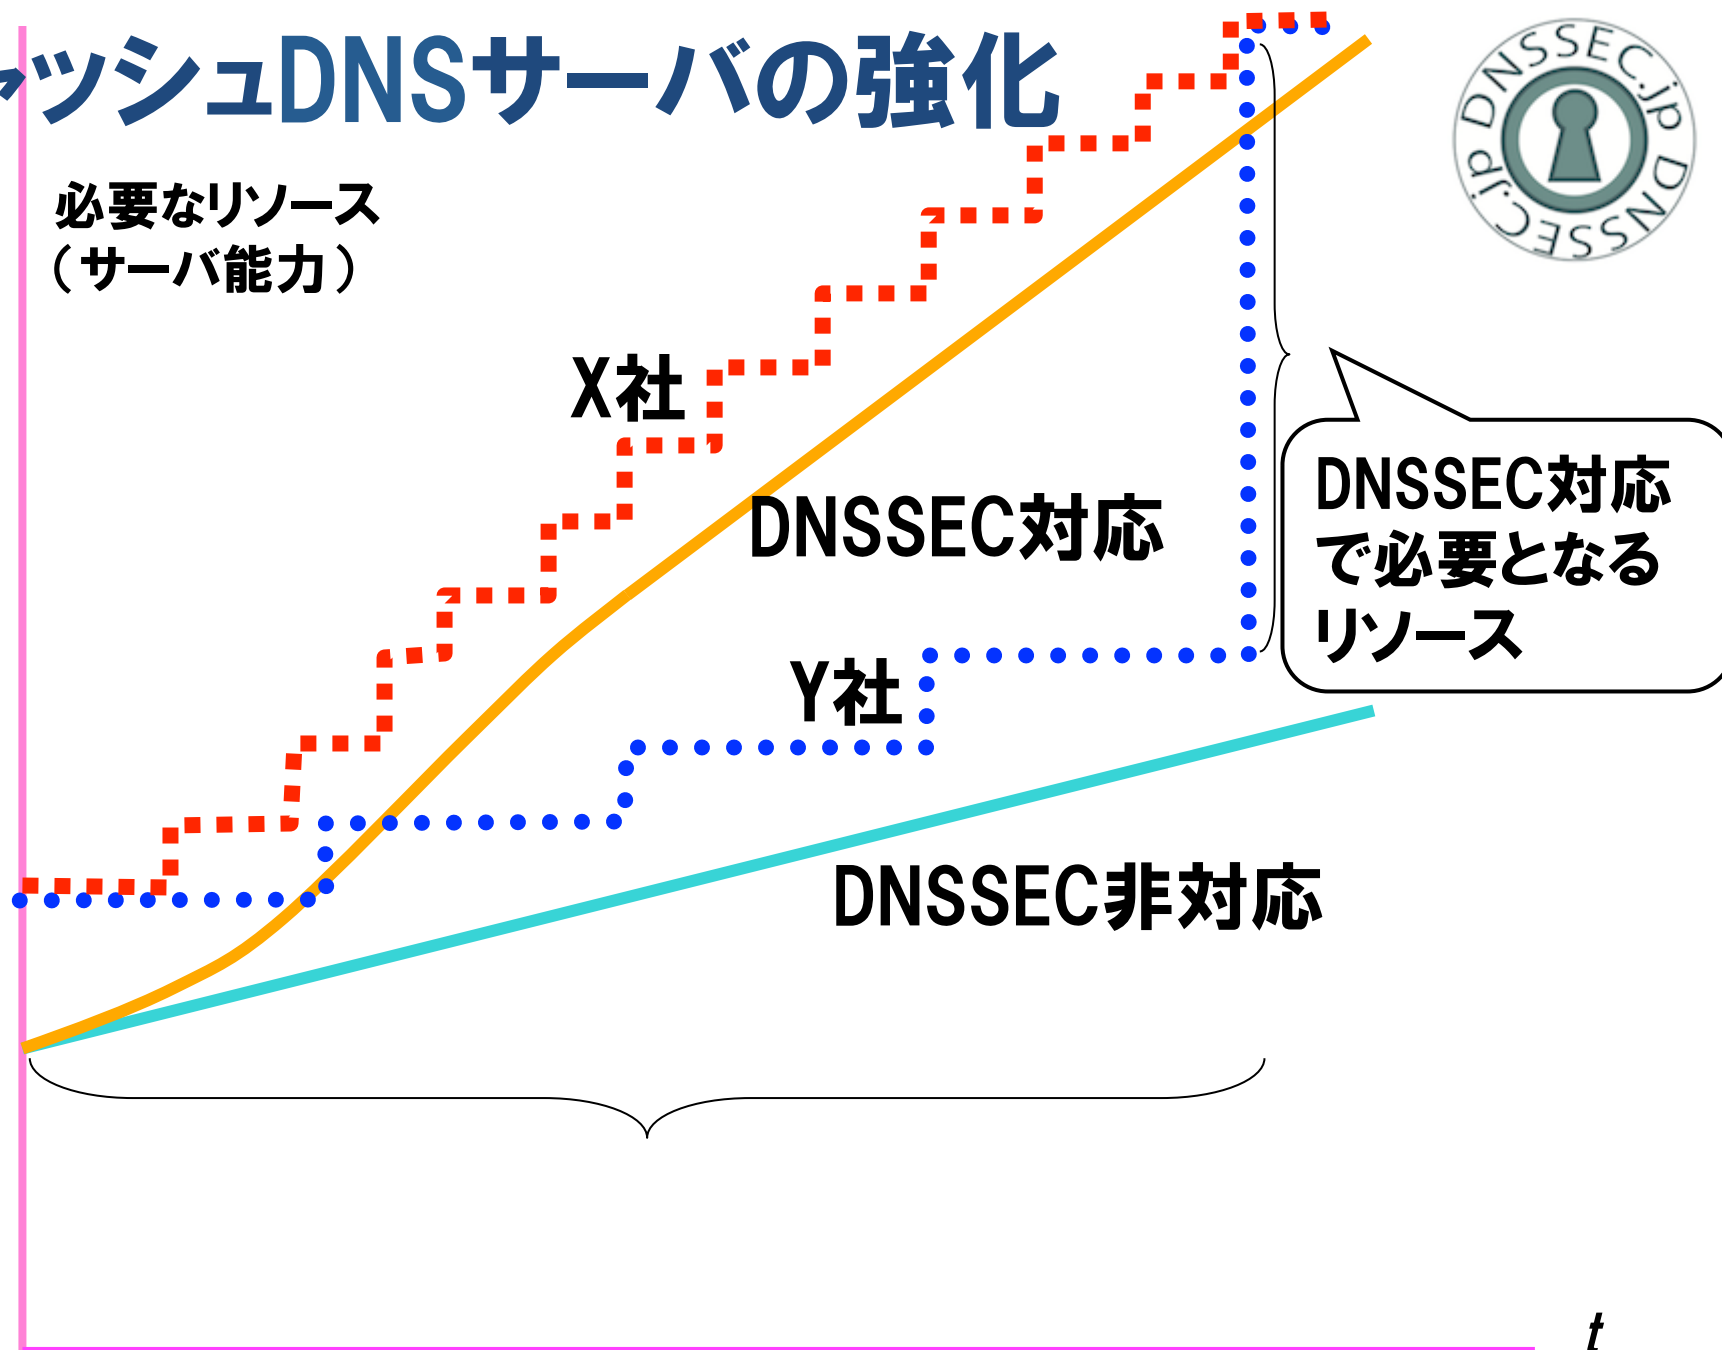 ャッシュDNSサーバの強化
必要なリソース
（サーバ能力）
X社
DNSSEC対応
DNSSEC対応
で必要となる
リソース
Y社
DNSSEC非対応
t
DNSSEC.jp DNSSEC.jp